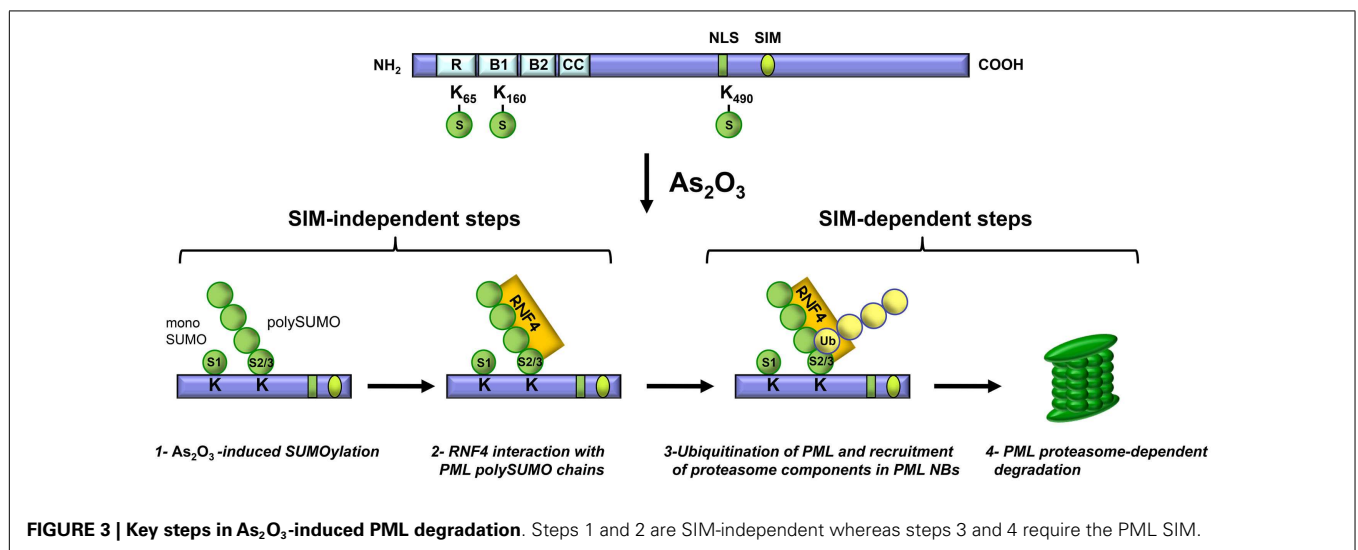 NLS SIM
NH2 R B1 B2 CC COOH
K65 K160 K490
S S S
As2O3
SIM-independent steps SIM-dependent steps
mono
SUMO
polySUMO
S1 S2/3
K K
RNF4
S1 S2/3
K K
RNF4
Ub
S1 S2/3
K K
1- As2O3 -induced SUMOylation
2- RNF4 interaction with
PML polySUMO chains
3-Ubiquitination of PML and recruitment
of proteasome components in PML NBs
4- PML proteasome-dependent
degradation
FIGURE 3 | Key steps in As2O3-induced PML degradation. Steps 1 and 2 are SIM-independent whereas steps 3 and 4 require the PML SIM.